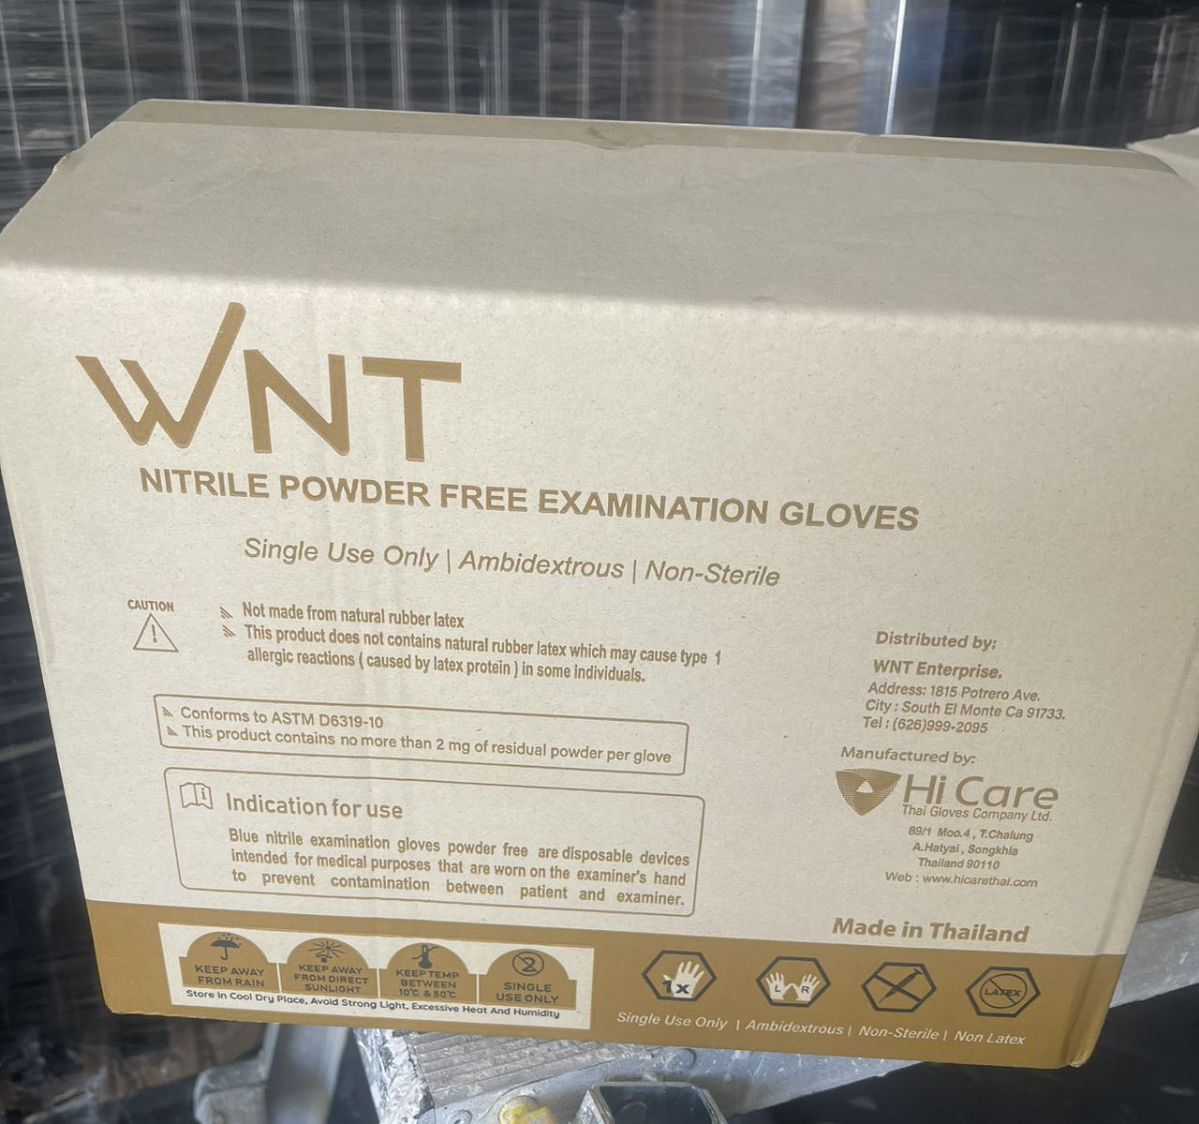 WNT
NITRILE POWDER FREE EXAMINATION GLOVES
Single Use Only | Ambidextrous | Non-Sterile
CAUTION
Not made from natural rubber latex
This product does not contains natural rubber latex which may cause type 1
allergic reactions ( caused by latex protein ) in some individuals.
Conforms to ASTM D6319-10
This product contains no more than 2 mg of residual powder per glove
Indication for use
Blue nitrile examination gloves powder free are disposable devices
intended for medical purposes that are worn on the examiner's hand
to prevent contamination between patient and examiner.
Distributed by:
WNT Enterprise.
Address: 1815 Potrero Ave.
City : South El Monte Ca 91733.
Tel : (626)999-2095
Manufactured by:
Hi Care
Thai Gloves Company Ltd.
89/1 Moo.4 , T.Chalung
A.Hatyai , Songkhla
Thailand 90110
Web : www.hicarethai.com
Made in Thailand
KEEP AWAY
FROM RAIN
KEEP AWAY
FROM DIRECT
SUNLIGHT
KEEP TEMP
BETWEEN
10°C & 50°C
2
SINGLE
USE ONLY
Store In Cool Dry Place, Avoid Strong Light, Excessive Heat And Humidity
1x
L R
LATEX
Single Use Only | Ambidextrous | Non-Sterile | Non Latex